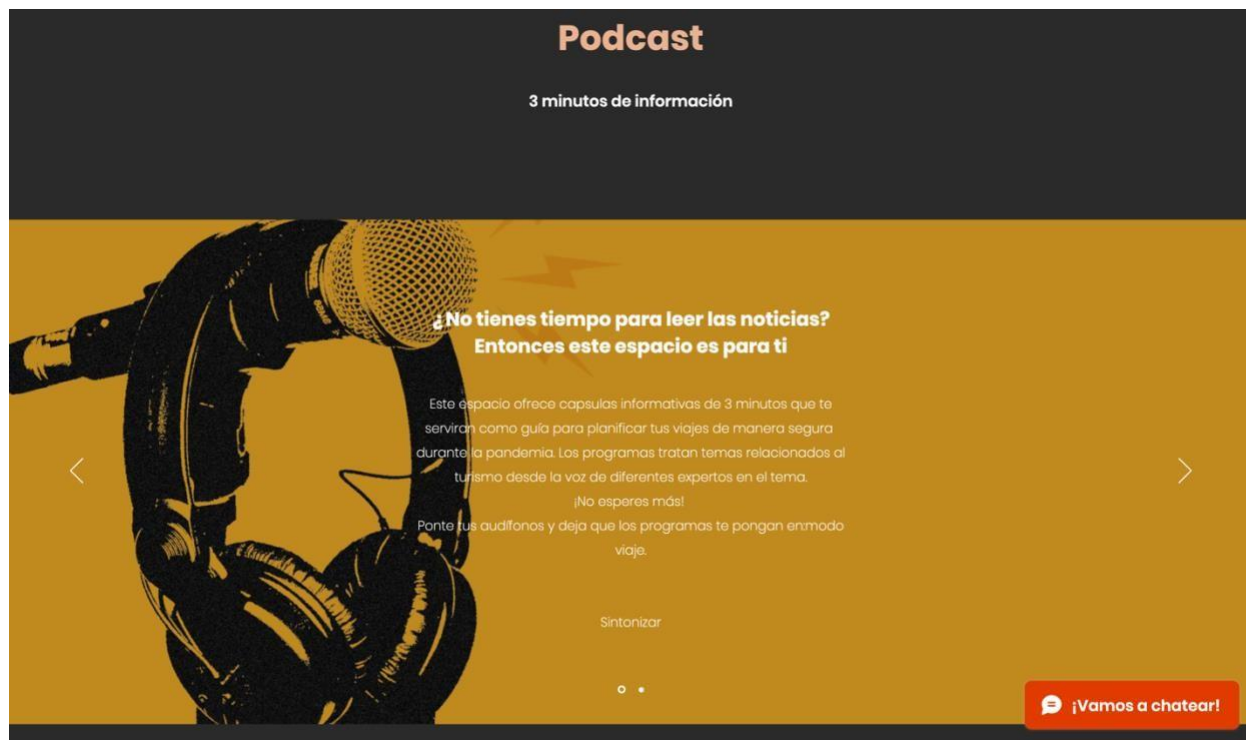 Podcast
3 minutos de información
¿No tienes tiempo para leer las noticias?
Entonces este espacio es para ti
Este espacio ofrece capsulas informativas de 3 minutos que te
serviran como guía para planificar tus viajes de manera segura
durante la pandemia. Los programas tratan temas relacionados al
turismo desde la voz de diferentes expertos en el tema.
¡No esperes más!
Ponte tus audífonos y deja que los programas te pongan en:modo
viaje.
Sintonizar
¡Vamos a chatear!